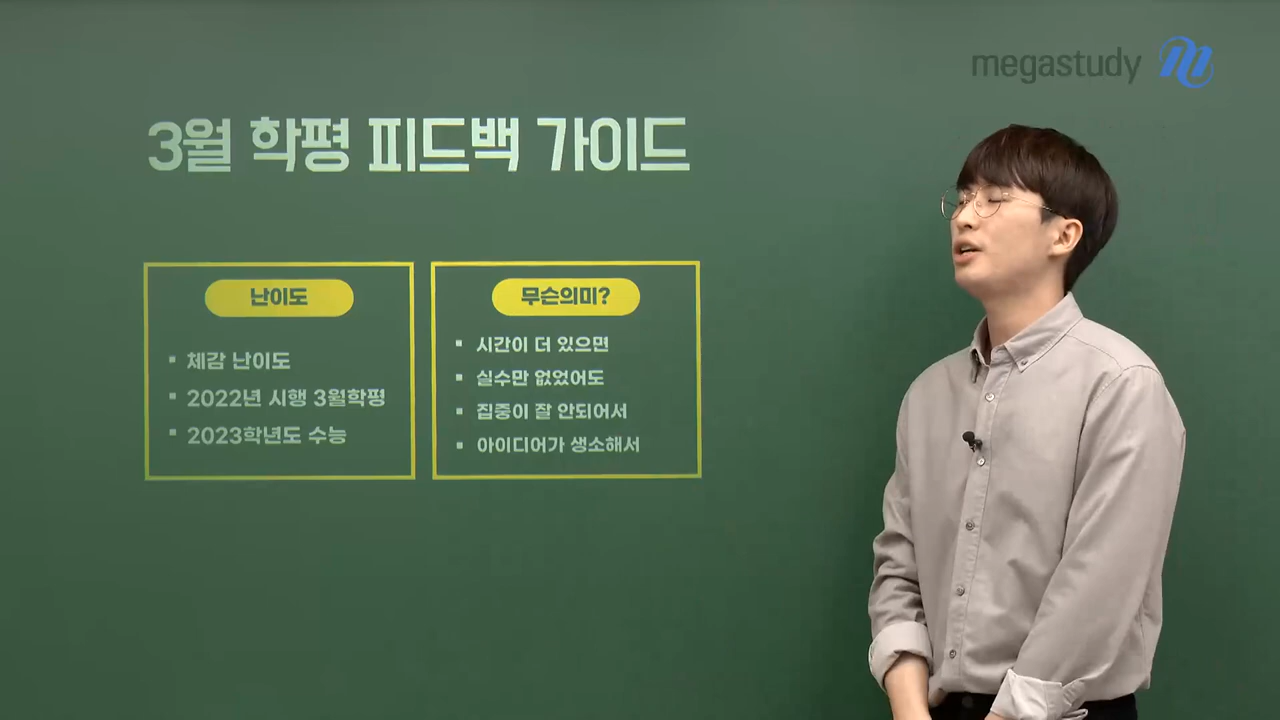 megastudy
3월 학평 피드백 가이드
난이도
▪ 체감 난이도
▪ 2022년 시행 3월학평
▪ 2023학년도 수능
무슨의미?
▪ 시간이 더 있으면
▪ 실수만 없었어도
▪ 집중이 잘 안되어서
▪ 아이디어가 생소해서